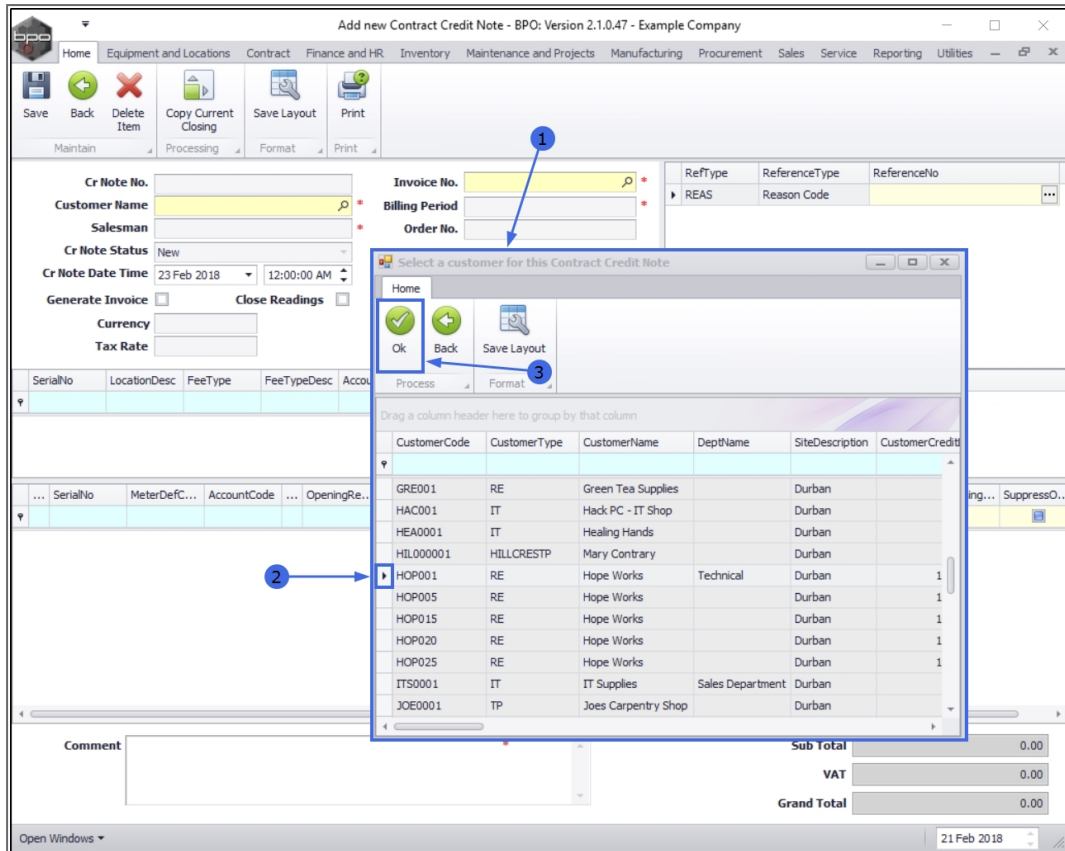 bpo
Add new Contract Credit Note - BPO: Version 2.1.0.47 - Example Company
Home Equipment and Locations Contract Finance and HR Inventory Maintenance and Projects Manufacturing Procurement Sales Service Reporting Utilities
Save Back Delete Item Copy Current Closing Save Layout Print
Maintain Processing Format Print
1
Cr Note No.
Customer Name *
Salesman *
Cr Note Status New
Cr Note Date Time 23 Feb 2018 12:00:00 AM
Generate Invoice Close Readings
Currency
Tax Rate
Invoice No. *
Billing Period *
Order No.
RefType ReferenceType ReferenceNo
REAS Reason Code ...
SerialNo LocationDesc FeeType FeeTypeDesc Accou
... SerialNo MeterDefC... AccountCode ... OpeningRe... ing... SuppressO...
Select a customer for this Contract Credit Note
Home
Ok Back Save Layout
3
Process Format
Drag a column header here to group by that column
CustomerCode CustomerType CustomerName DeptName SiteDescription CustomerCreditl
GRE001 RE Green Tea Supplies Durban
HAC001 IT Hack PC - IT Shop Durban
HEA0001 IT Healing Hands Durban
HIL000001 HILLCRESTP Mary Contrary Durban
2
HOP001 RE Hope Works Technical Durban 1
HOP005 RE Hope Works Durban 1
HOP015 RE Hope Works Durban 1
HOP020 RE Hope Works Durban 1
HOP025 RE Hope Works Durban 1
ITS0001 IT IT Supplies Sales Department Durban
JOE0001 TP Joes Carpentry Shop Durban
Comment *
Sub Total 0.00
VAT 0.00
Grand Total 0.00
Open Windows 21 Feb 2018